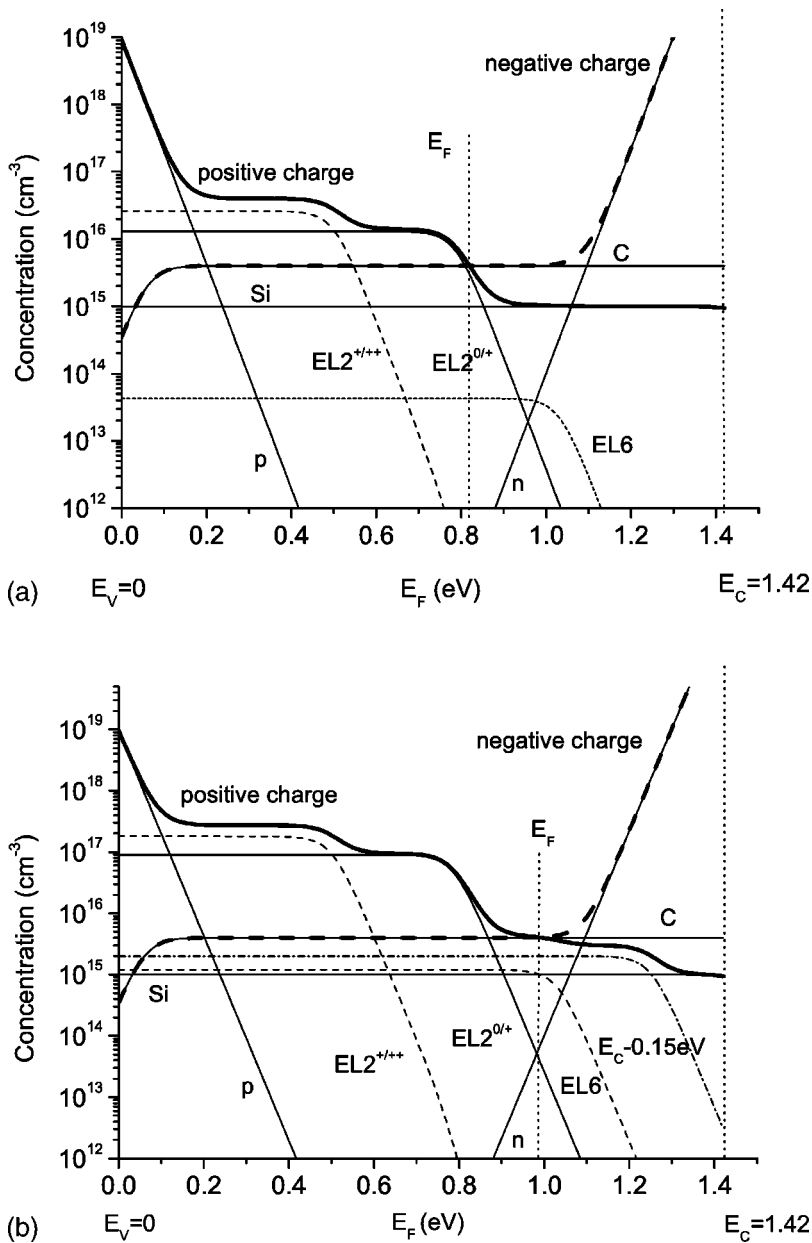 10^19
10^18
10^17
10^16
10^15
10^14
10^13
10^12
Concentration (cm^-3)
negative charge
E_F
positive charge
C
Si
EL2^+/++
EL2^0/+
EL6
p
n
0.0 0.2 0.4 0.6 0.8 1.0 1.2 1.4
(a) E_V=0 E_F (eV) E_C=1.42
10^19
10^18
10^17
10^16
10^15
10^14
10^13
10^12
Concentration (cm^-3)
negative charge
positive charge
E_F
C
Si
EL2^+/++
EL2^0/+
E_C-0.15eV
EL6
p
n
0.0 0.2 0.4 0.6 0.8 1.0 1.2 1.4
(b) E_V=0 E_F (eV) E_C=1.42